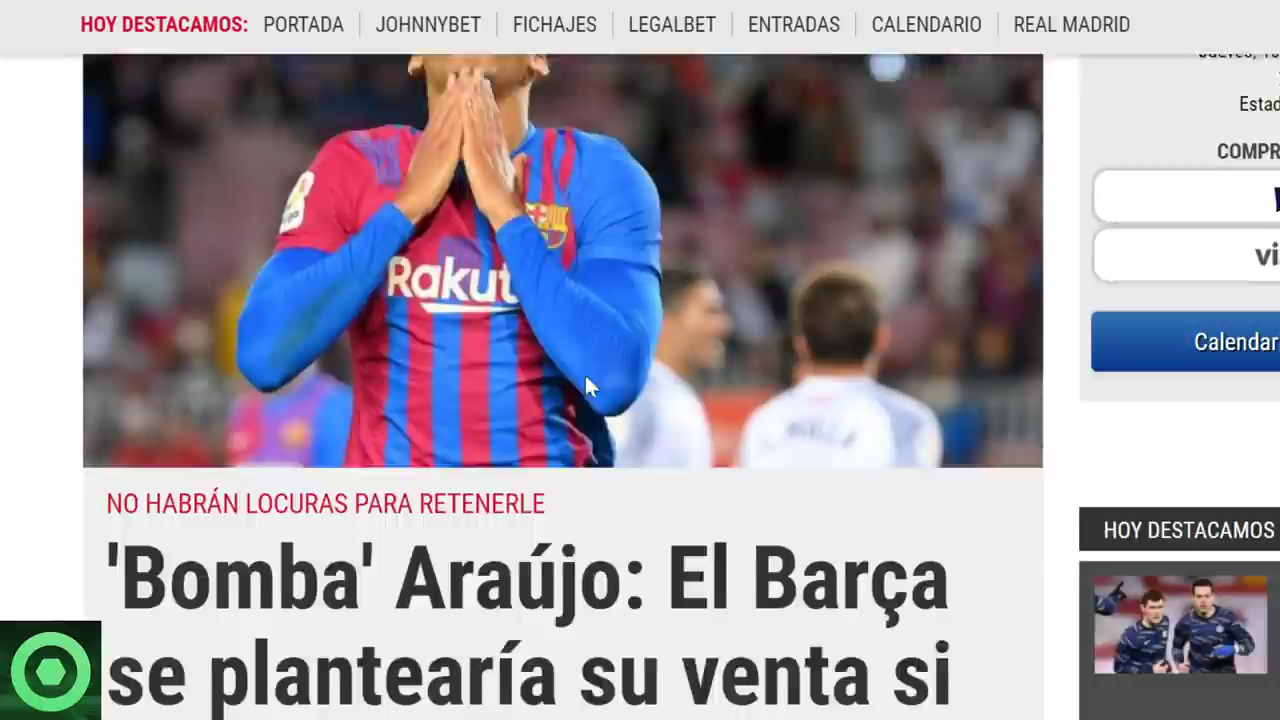 HOY DESTACAMOS: PORTADA JOHNNYBET FICHAJES LEGALBET ENTRADAS CALENDARIO REAL MADRID
Estad
COMPR
Rakut
vi
Calendar
NO HABRÁN LOCURAS PARA RETENERLE
'Bomba' Araújo: El Barça
se plantearía su venta si
HOY DESTACAMOS